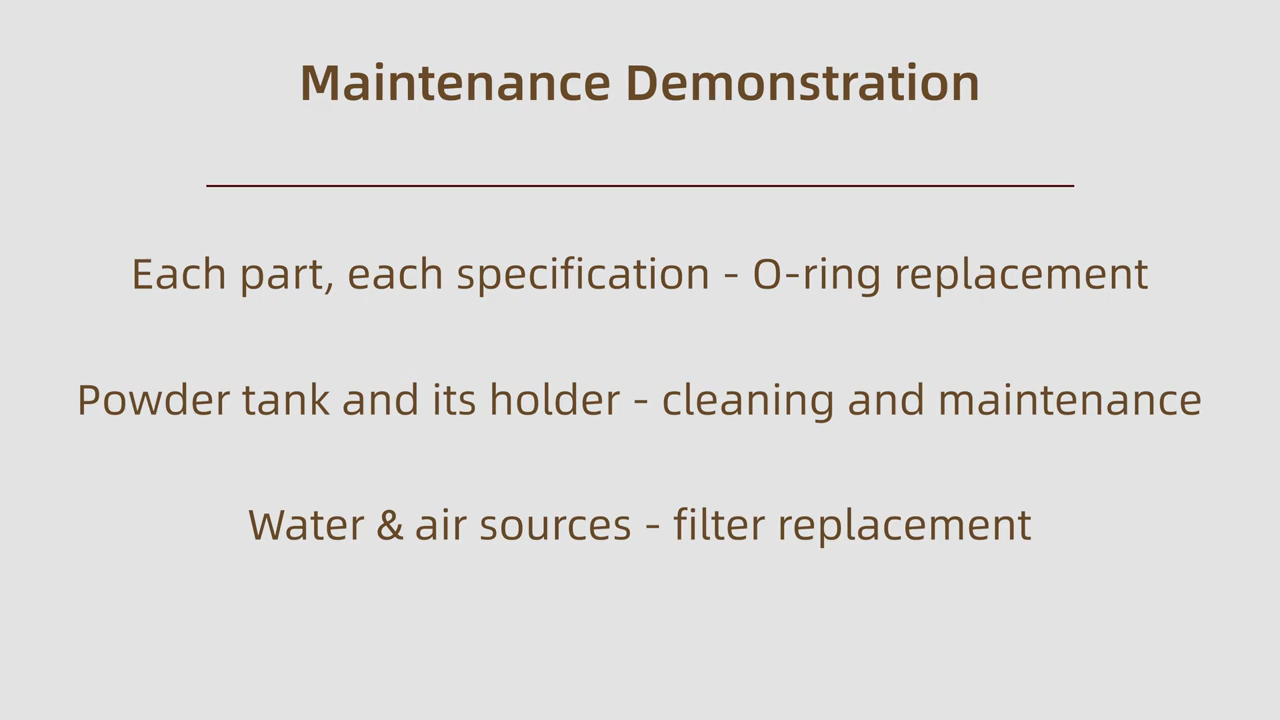 Maintenance Demonstration
Each part, each specification - O-ring replacement
Powder tank and its holder - cleaning and maintenance
Water & air sources - filter replacement